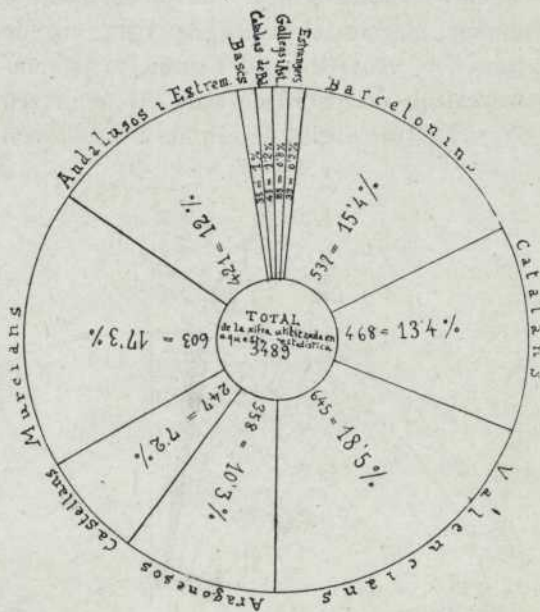 Barcelonins
537 = 15'4 %
Catalans
468 = 13'4 %
Valencians
645 = 18'5 %
Aragonesos
358 = 10'3 %
Castellans
247 = 7'2 %
Murcians
603 = 17'3 %
Andalusos i Estrem.
421 = 12 %
Bascs
Catalans de
Gallegs i Ast.
Estrangers
TOTAL
de la xifra utilitzada en
aquesta estadística
3489